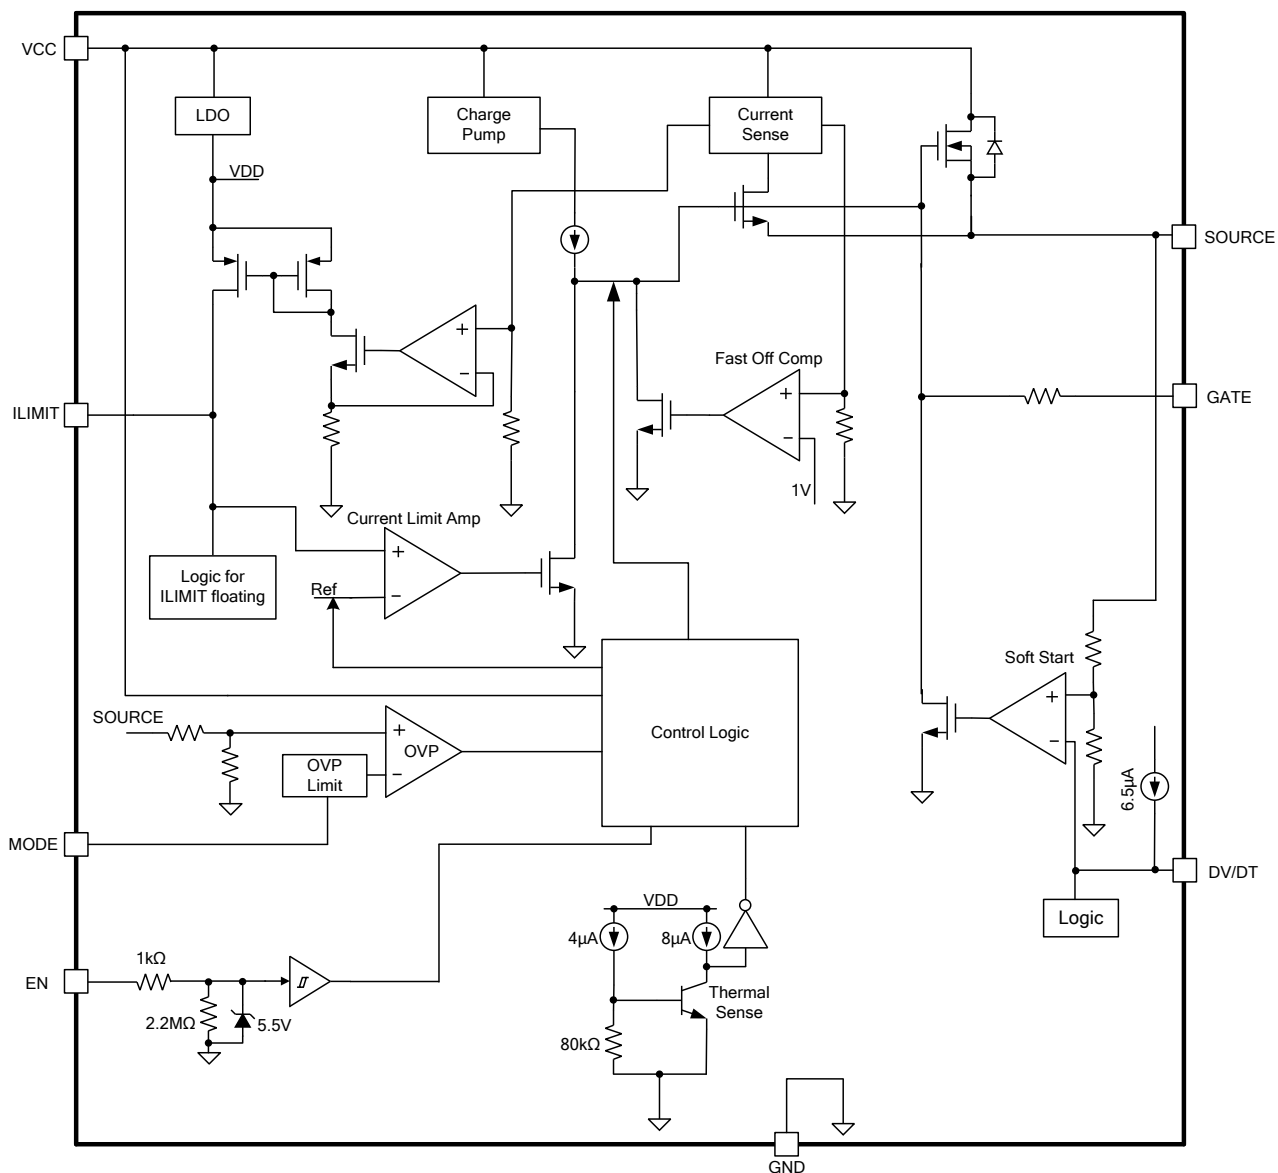 VCC
LDO
Charge
Pump
Current
Sense
VDD
SOURCE
+
−
Fast Off Comp
+
−
1V
GATE
ILIMIT
Current Limit Amp
+
−
Ref
Logic for
ILIMIT floating
Control Logic
Soft Start
+
−
SOURCE
+
OVP
−
OVP
Limit
6.5µA
MODE
DV/DT
Logic
VDD
4µA
8µA
Thermal
Sense
80kΩ
EN
1kΩ
2.2MΩ
5.5V
GND